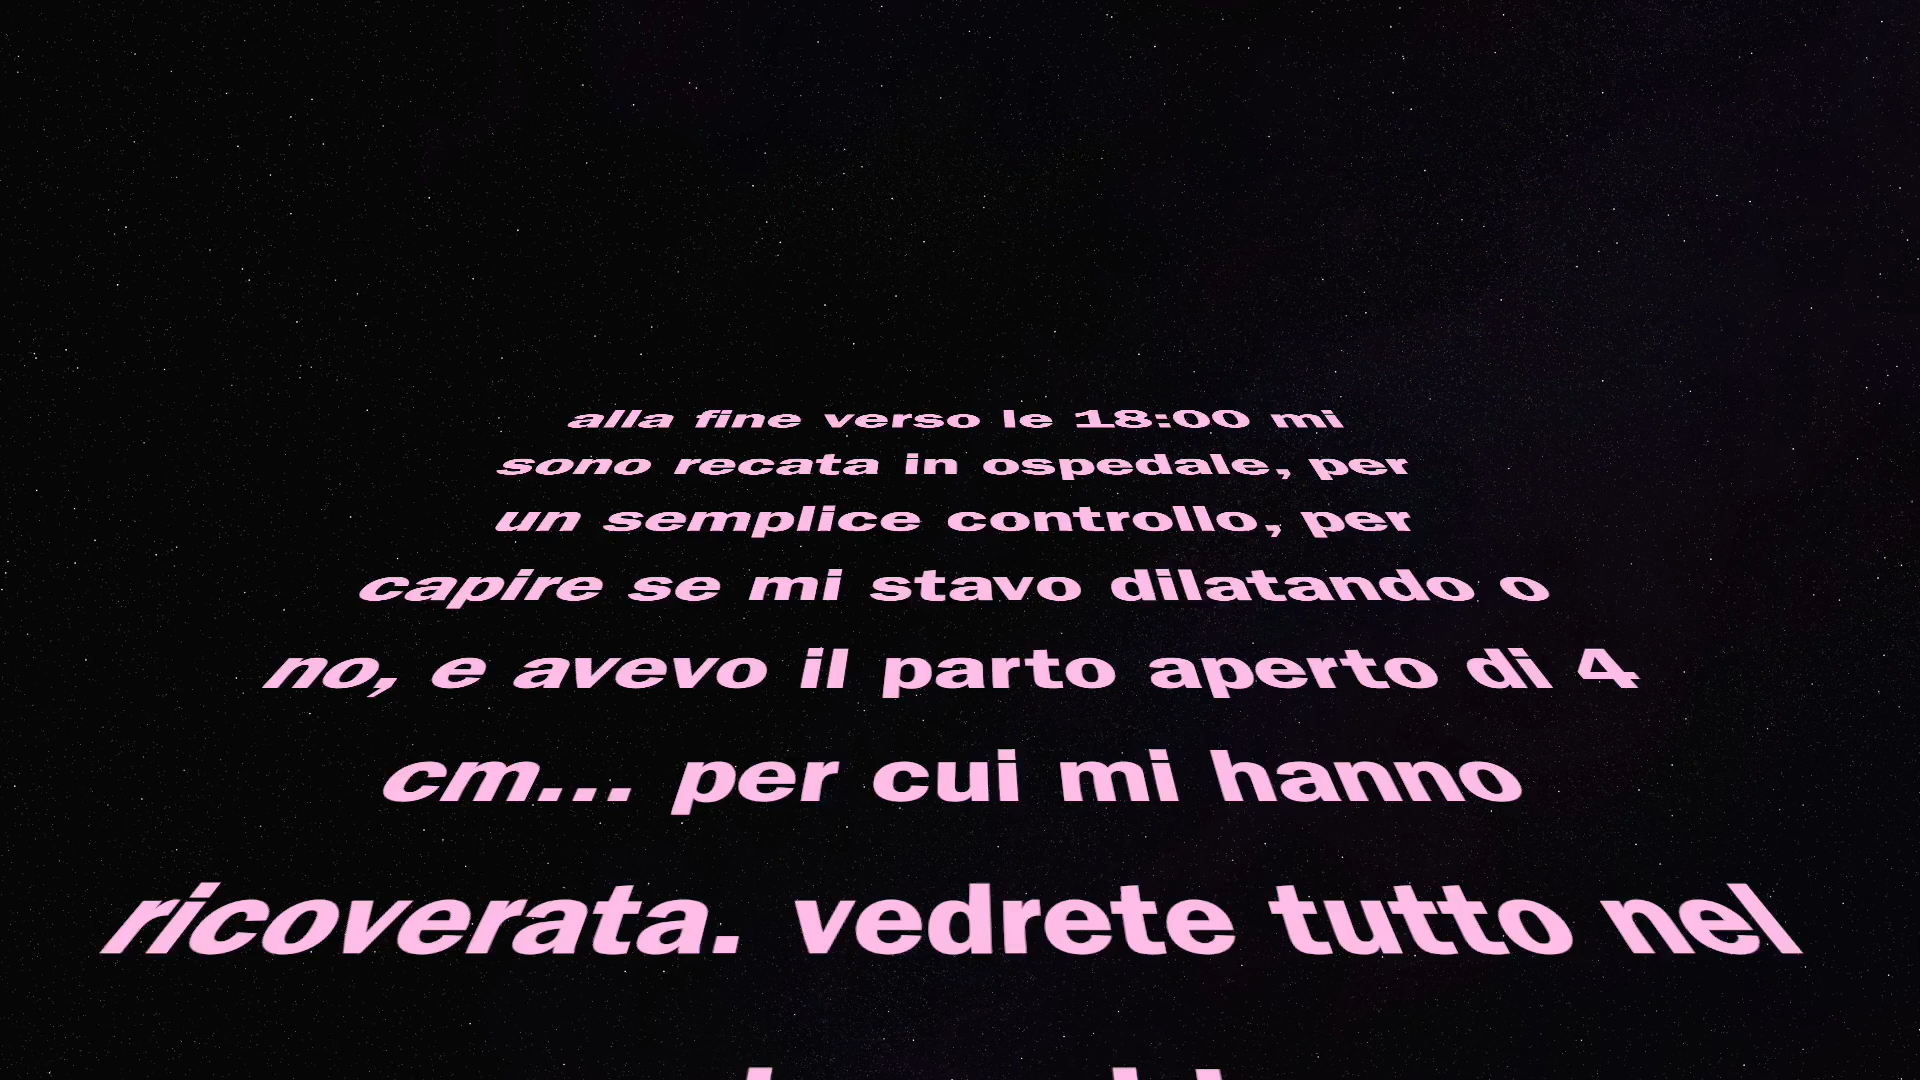 alla fine verso le 18:00 mi
sono recata in ospedale, per
un semplice controllo, per
capire se mi stavo dilatando o
no, e avevo il parto aperto di 4
cm... per cui mi hanno
ricoverata. vedrete tutto nel